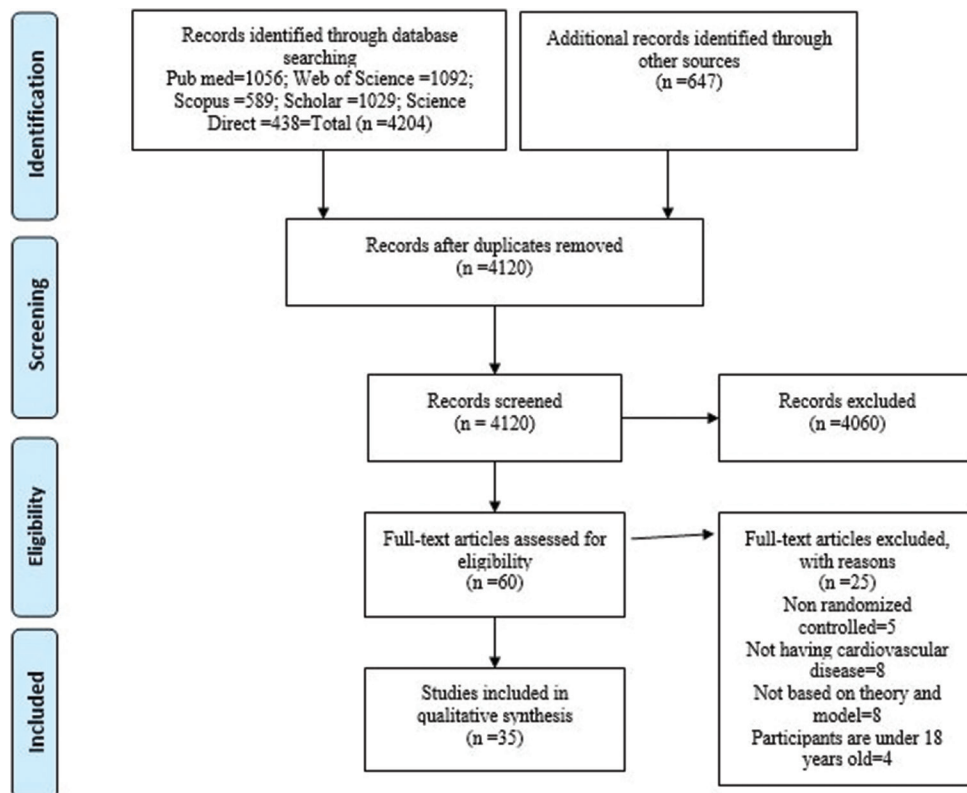 Identification
Records identified through database
searching
Pub med=1056; Web of Science =1092;
Scopus =589; Scholar =1029; Science
Direct =438=Total (n =4204)
Additional records identified through
other sources
(n =647)
Screening
Records after duplicates removed
(n =4120)
Records screened
(n = 4120)
Records excluded
(n =4060)
Eligibility
Full-text articles assessed for
eligibility
(n =60)
Full-text articles excluded,
with reasons
(n =25)
Non randomized
controlled=5
Not having cardiovascular
disease=8
Not based on theory and
model=8
Participants are under 18
years old=4
Included
Studies included in
qualitative synthesis
(n =35)